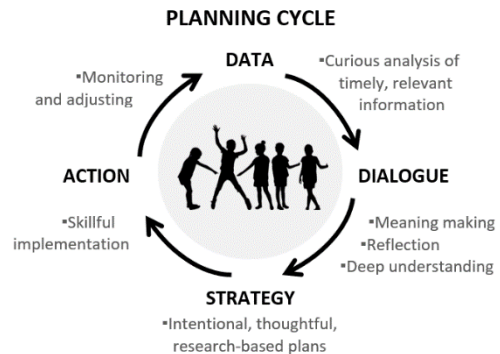 PLANNING CYCLE
DATA
▪Curious analysis of
timely, relevant
information
DIALOGUE
▪Meaning making
▪Reflection
▪Deep understanding
STRATEGY
▪Intentional, thoughtful,
research-based plans
ACTION
▪Skillful
implementation
▪Monitoring
and adjusting